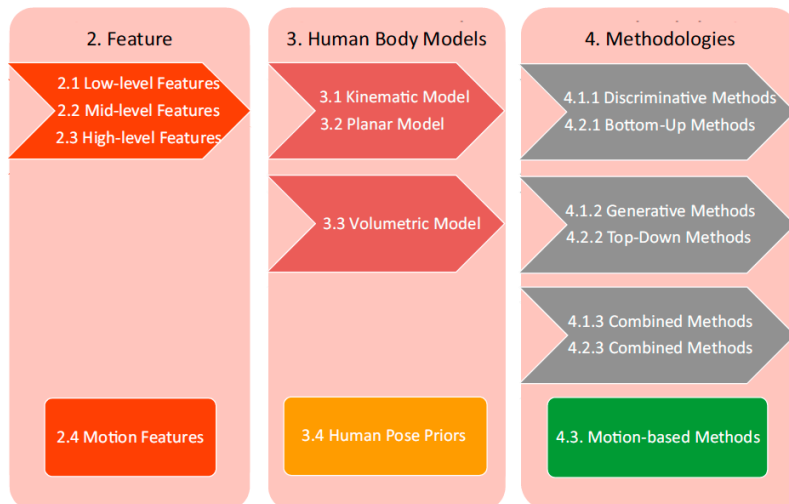 2. Feature
2.1 Low-level Features
2.2 Mid-level Features
2.3 High-level Features
2.4 Motion Features
3. Human Body Models
3.1 Kinematic Model
3.2 Planar Model
3.3 Volumetric Model
3.4 Human Pose Priors
4. Methodologies
4.1.1 Discriminative Methods
4.2.1 Bottom-Up Methods
4.1.2 Generative Methods
4.2.2 Top-Down Methods
4.1.3 Combined Methods
4.2.3 Combined Methods
4.3. Motion-based Methods